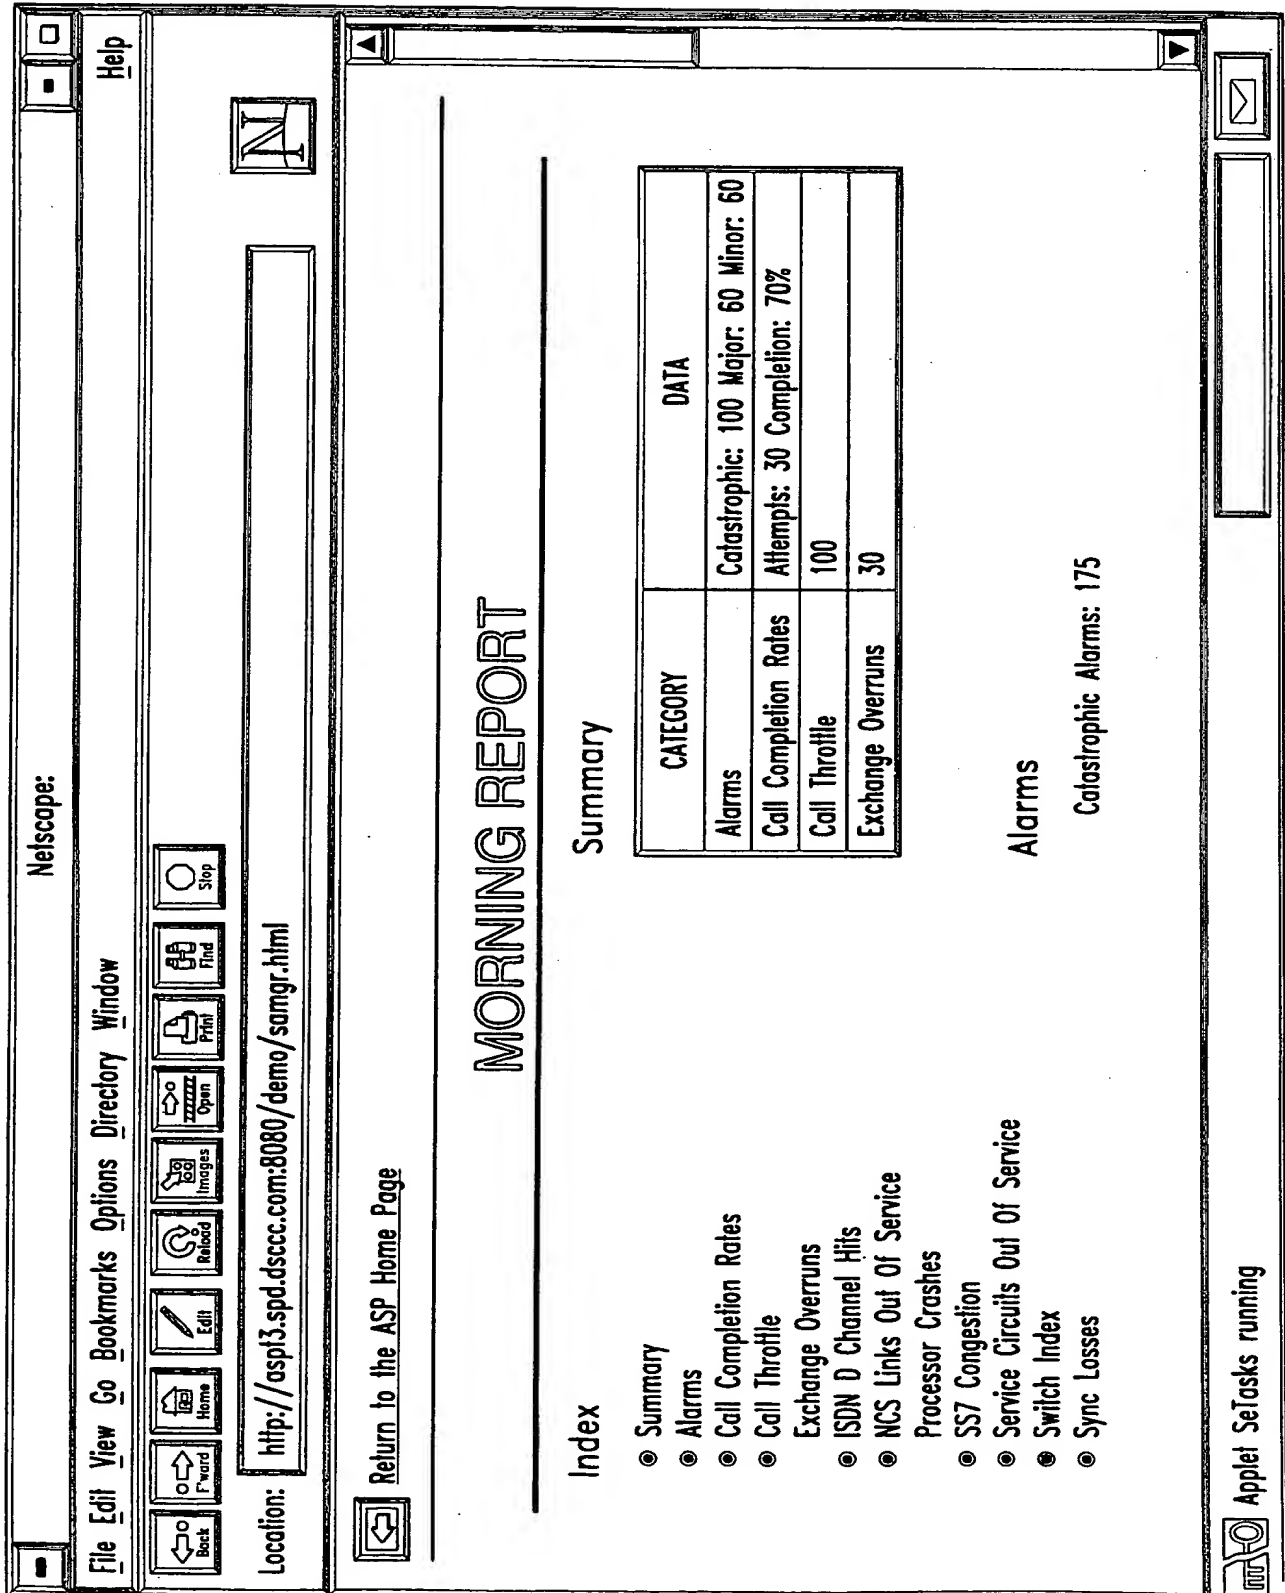 Netscape:
File Edit View Go Bookmarks Options Directory Window Help
Back F'ward Home Edit Reload Images Open Print Find Stop
N
Location: http://aspt3.spd.dsccc.com:8080/demo/samgr.html
Return to the ASP Home Page
MORNING REPORT
Index
Summary
Alarms
Call Completion Rates
Call Throttle
Exchange Overruns
ISDN D Channel Hits
NCS Links Out Of Service
Processor Crashes
SS7 Congestion
Service Circuits Out Of Service
Switch Index
Sync Losses
Summary
CATEGORY DATA
Alarms Catastrophic: 100 Major: 60 Minor: 60
Call Completion Rates Attempts: 30 Completion: 70%
Call Throttle 100
Exchange Overruns 30
Alarms
Catastrophic Alarms: 175
Applet SeTasks running